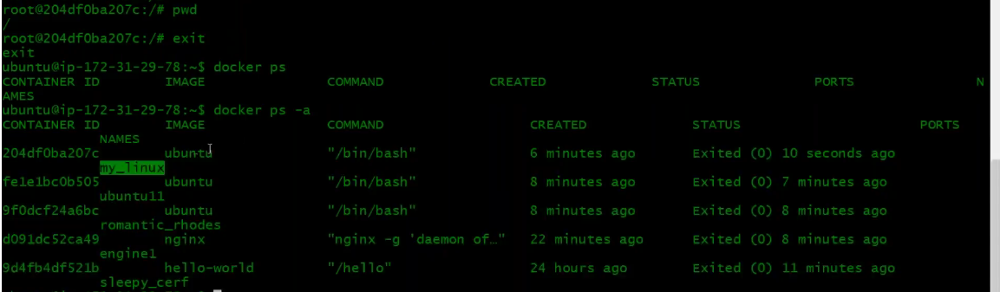 root@204df0ba207c:/# pwd
/
root@204df0ba207c:/# exit
exit
ubuntu@ip-172-31-29-78:~$ docker ps
CONTAINER ID IMAGE COMMAND CREATED STATUS PORTS N
AMES
ubuntu@ip-172-31-29-78:~$ docker ps -a
CONTAINER ID IMAGE COMMAND CREATED STATUS PORTS
NAMES
204df0ba207c ubuntu "/bin/bash" 6 minutes ago Exited (0) 10 seconds ago
my_linux
fe1e1bc0b505 ubuntu "/bin/bash" 8 minutes ago Exited (0) 7 minutes ago
ubuntu11
9f0dcf24a6bc ubuntu "/bin/bash" 8 minutes ago Exited (0) 8 minutes ago
romantic_rhodes
d091dc52ca49 nginx "nginx -g 'daemon of…" 22 minutes ago Exited (0) 8 minutes ago
engine1
9d4fb4df521b hello-world "/hello" 24 hours ago Exited (0) 11 minutes ago
sleepy_cerf